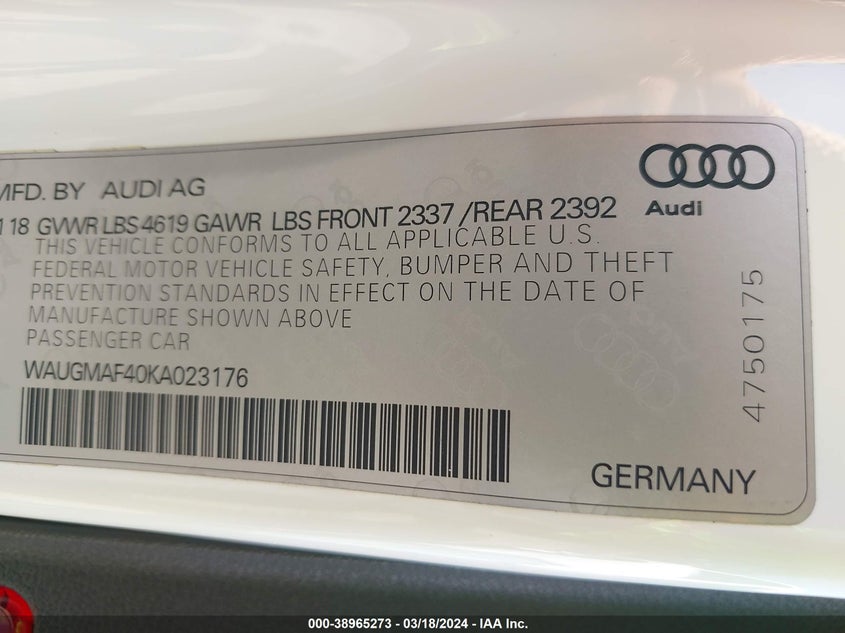 MFD. BY AUDI AG
118 GVWR LBS 4619 GAWR LBS FRONT 2337 /REAR 2392
THIS VEHICLE CONFORMS TO ALL APPLICABLE U.S.
FEDERAL MOTOR VEHICLE SAFETY, BUMPER AND THEFT
PREVENTION STANDARDS IN EFFECT ON THE DATE OF
MANUFACTURE SHOWN ABOVE
PASSENGER CAR
WAUGMAF40KA023176
Audi
4750175
GERMANY
000-38965273 - 03/18/2024 - IAA Inc.